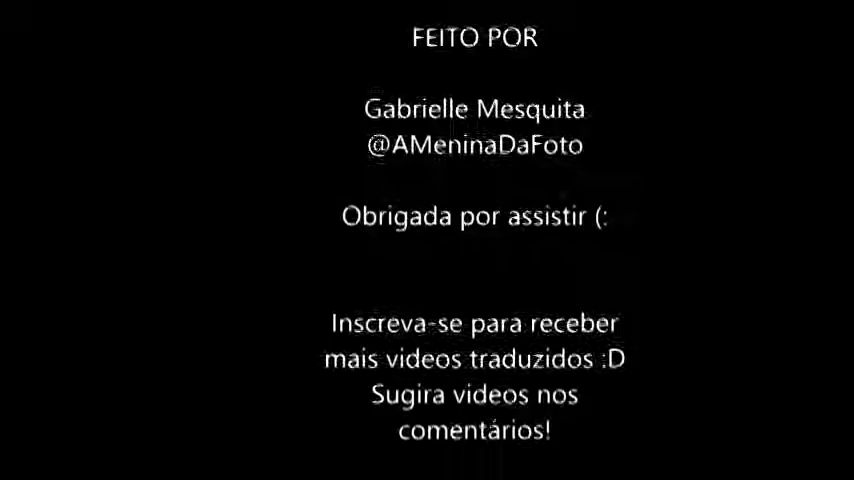 FEITO POR
Gabrielle Mesquita
@AMeninaDaFoto
Obrigada por assistir (:
Inscreva-se para receber
mais videos traduzidos :D
Sugira videos nos
comentários!